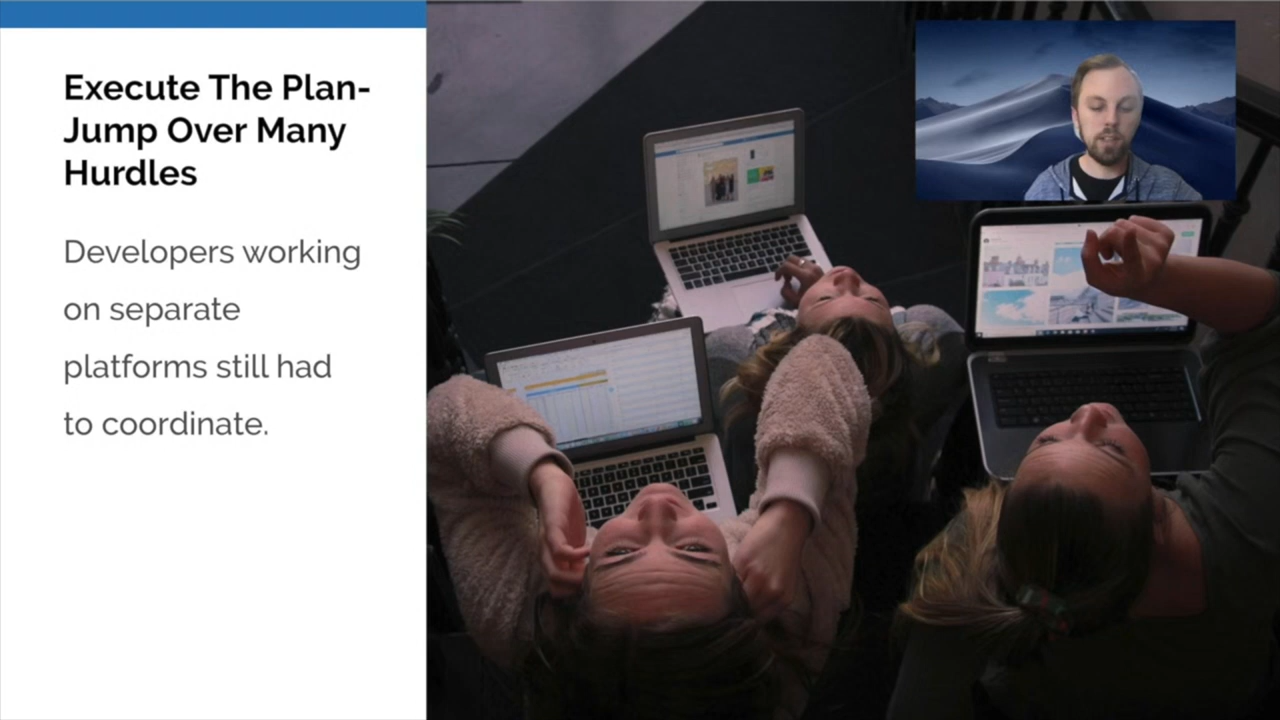 Execute The Plan-
Jump Over Many
Hurdles
Developers working
on separate
platforms still had
to coordinate.